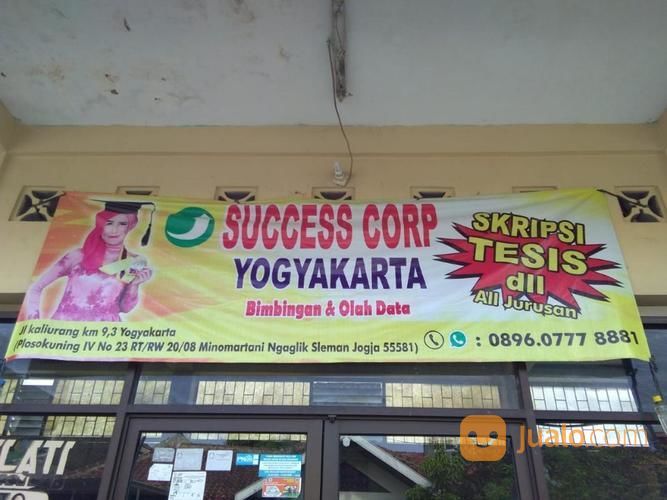 SUCCESS CORP
YOGYAKARTA
Bimbingan & Olah Data
SKRIPSI
TESIS
dll
All Jurusan
Jl kaliurang km 9,3 Yogyakarta
(Plosokuning IV No 23 RT/RW 20/08 Minomartani Ngaglik Sleman Jogja 55581)
: 0896.0777 8881
LATI
jualo.com